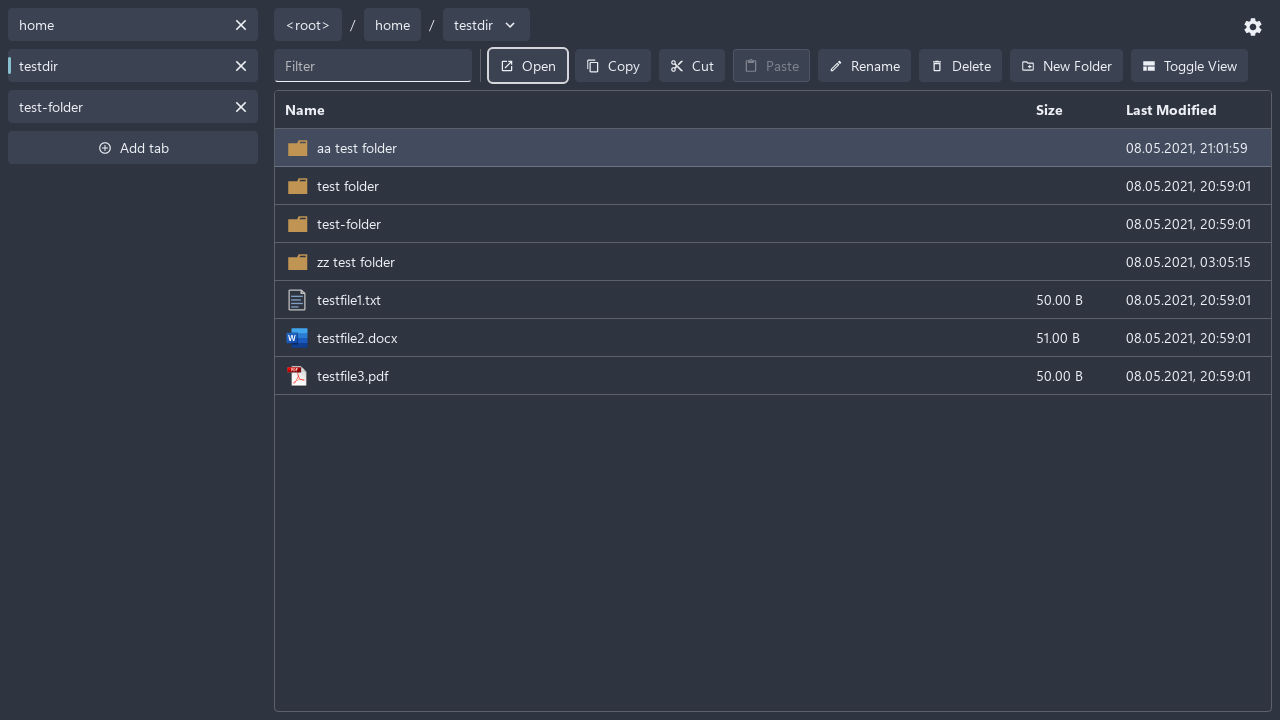 home
testdir
test-folder
Add tab
<root> / home / testdir
Filter
Open Copy Cut Paste Rename Delete New Folder Toggle View
Name Size Last Modified
aa test folder 08.05.2021, 21:01:59
test folder 08.05.2021, 20:59:01
test-folder 08.05.2021, 20:59:01
zz test folder 08.05.2021, 03:05:15
testfile1.txt 50.00 B 08.05.2021, 20:59:01
testfile2.docx 51.00 B 08.05.2021, 20:59:01
testfile3.pdf 50.00 B 08.05.2021, 20:59:01